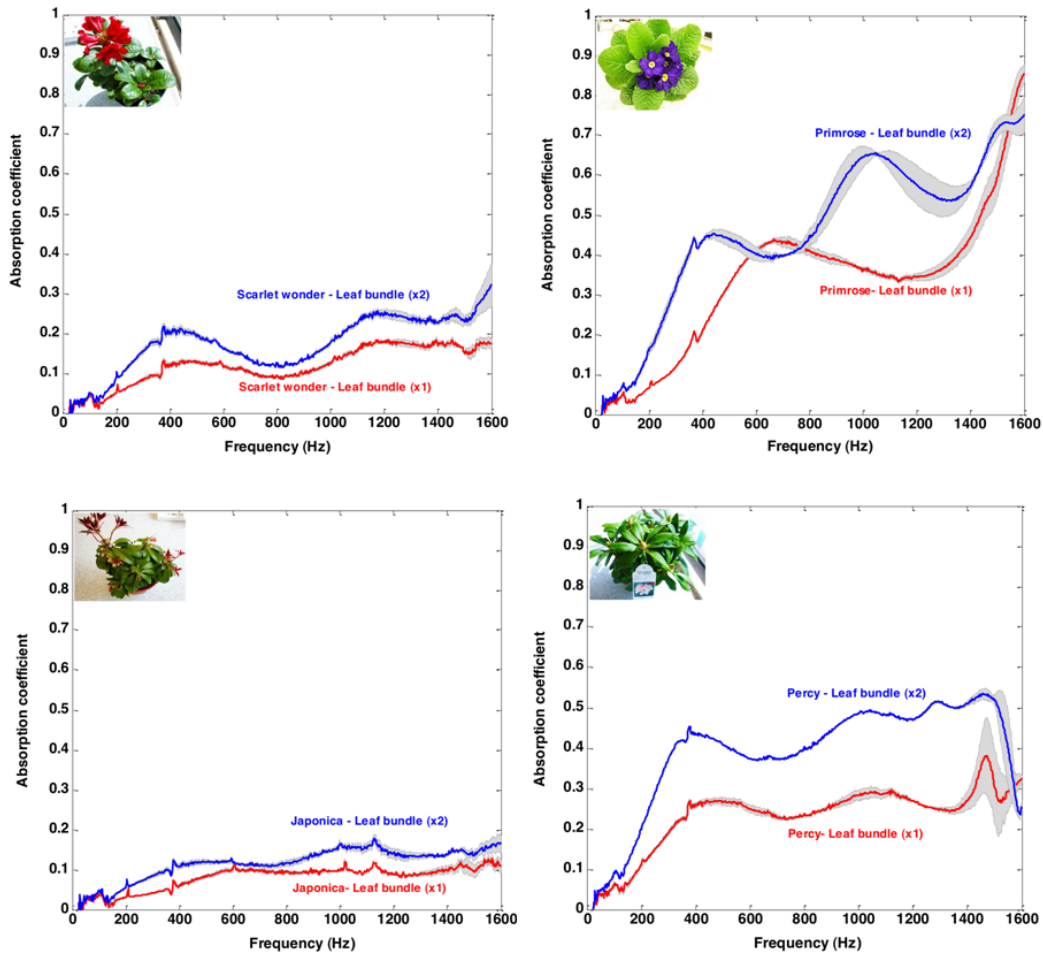 1
0.9
0.8
0.7
0.6
0.5
0.4
0.3
0.2
0.1
0
Absorption coefficient
Scarlet wonder - Leaf bundle (x2)
Scarlet wonder - Leaf bundle (x1)
0 200 400 600 800 1000 1200 1400 1600
Frequency (Hz)
1
0.9
0.8
0.7
0.6
0.5
0.4
0.3
0.2
0.1
0
Absorption coefficient
Primrose - Leaf bundle (x2)
Primrose- Leaf bundle (x1)
0 200 400 600 800 1000 1200 1400 1600
Frequency (Hz)
1
0.9
0.8
0.7
0.6
0.5
0.4
0.3
0.2
0.1
0
Absorption coefficient
Japonica - Leaf bundle (x2)
Japonica- Leaf bundle (x1)
0 200 400 600 800 1000 1200 1400 1600
Frequency (Hz)
1
0.9
0.8
0.7
0.6
0.5
0.4
0.3
0.2
0.1
0
Absorption coefficient
Percy - Leaf bundle (x2)
Percy- Leaf bundle (x1)
0 200 400 600 800 1000 1200 1400 1600
Frequency (Hz)